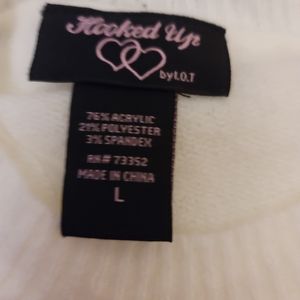 Hooked Up
by I.O.T
76% ACRYLIC
21% POLYESTER
3% SPANDEX
RN# 73352
MADE IN CHINA
L